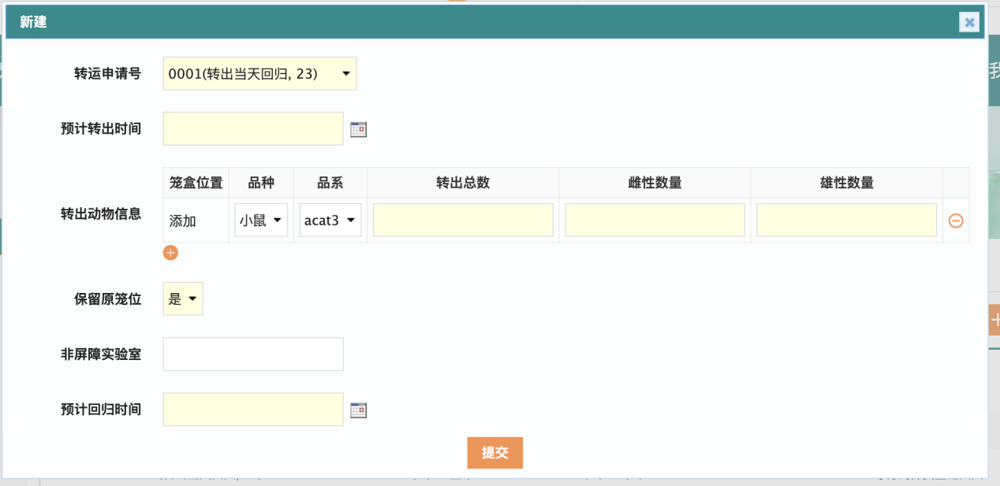 新建
转运申请号 0001(转出当天回归, 23)
预计转出时间
笼盒位置 品种 品系 转出总数 雌性数量 雄性数量
转出动物信息
添加 小鼠 acat3
保留原笼位 是
非屏障实验室
预计回归时间
提交
我